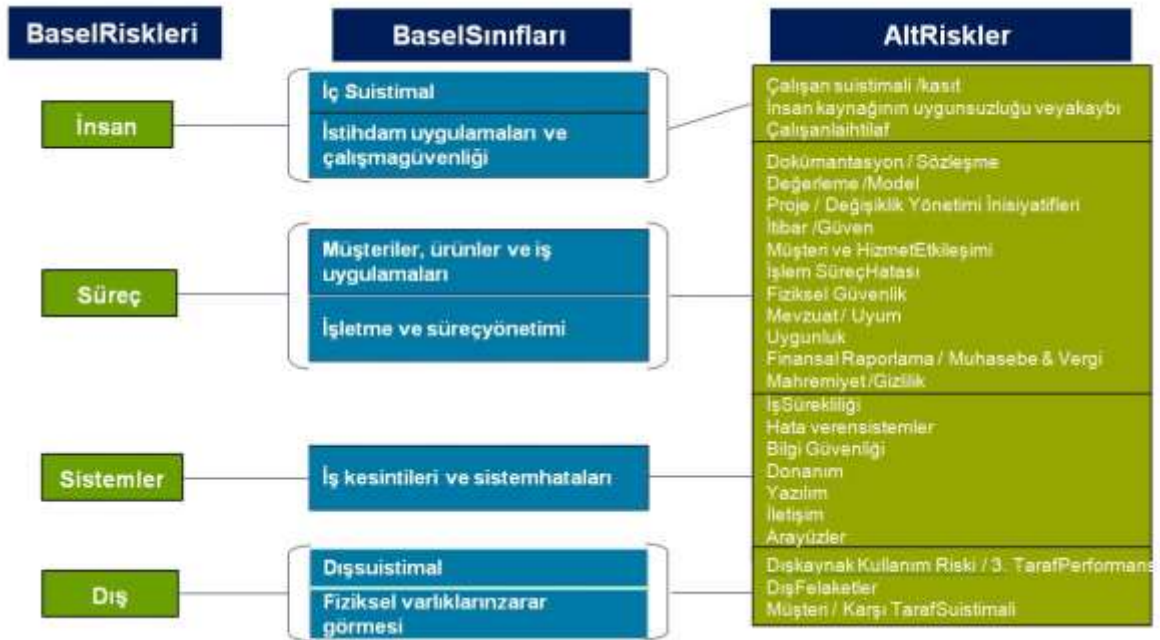 BaselRiskleri
BaselSınıfları
AltRiskler
İnsan
İç Suistimal
İstihdam uygulamaları ve
çalışmagüvenliği
Çalışan suistimali /kasıt
İnsan kaynağının uygunsuzluğu veyakaybı
Çalışanlaihtilaf
Süreç
Müşteriler, ürünler ve iş
uygulamaları
İşletme ve süreçyönetimi
Dokümantasyon / Sözleşme
Değerleme /Model
Proje / Değişiklik Yönetimi İnisiyatifleri
İtibar /Güven
Müşteri ve HizmetEtkileşimi
İşlem SüreçHatası
Fiziksel Güvenlik
Mevzuat / Uyum
Uygunluk
Finansal Raporlama / Muhasebe & Vergi
Mahremiyet /Gizlilik
Sistemler
İş kesintileri ve sistemhataları
İşSürekliliği
Hata verensistemler
Bilgi Güvenliği
Donanım
Yazılım
İletişim
Arayüzler
Dış
Dışsuistimal
Fiziksel varlıklarınzarar
görmesi
Dışkaynak Kullanım Riski / 3. TarafPerformans
DışFelaketler
Müşteri / Karşı TarafSuistimali